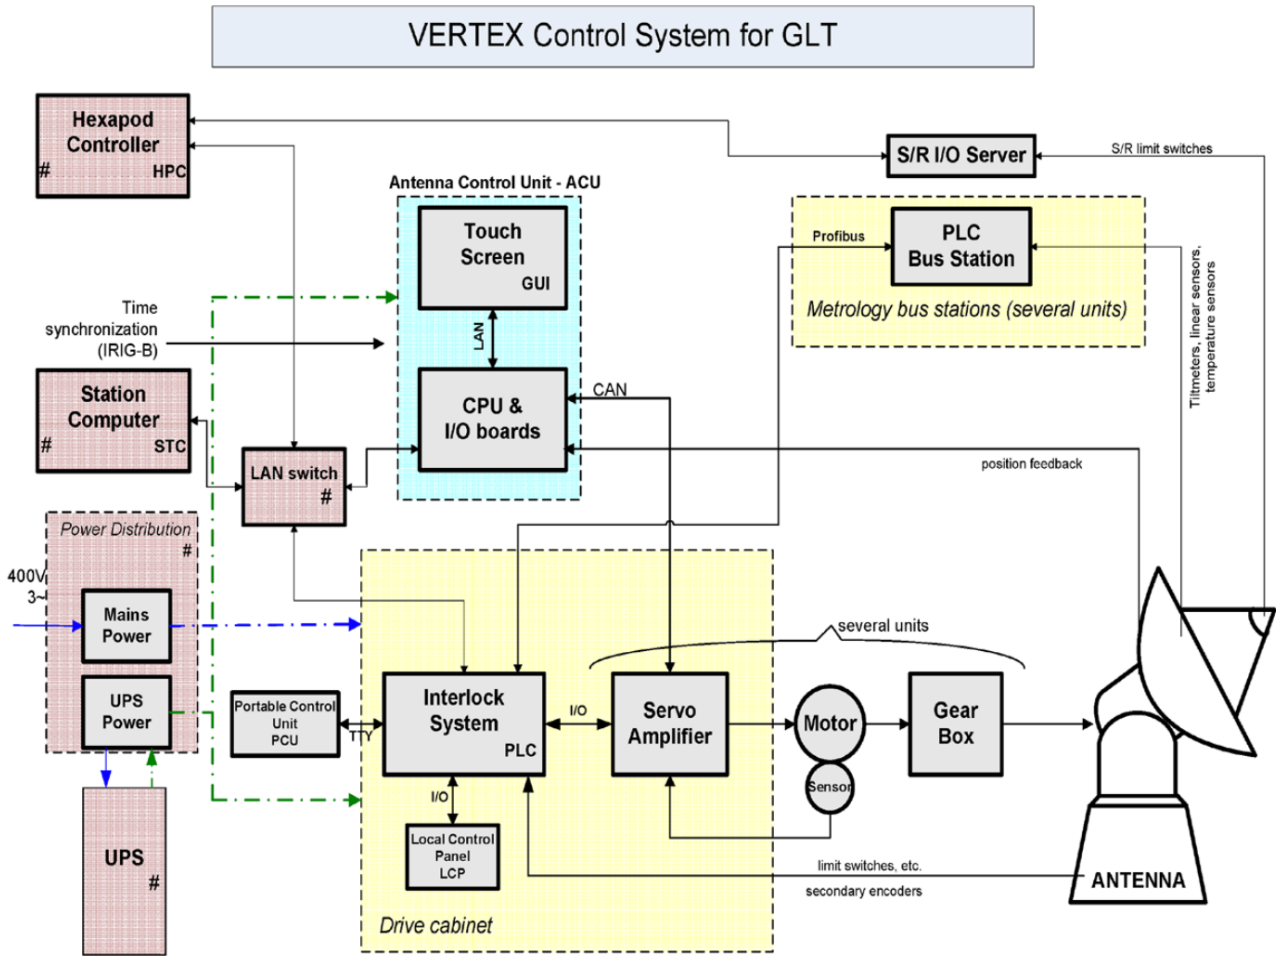 VERTEX Control System for GLT
Hexapod
Controller
#
HPC
S/R I/O Server
S/R limit switches
Antenna Control Unit - ACU
Touch
Screen
GUI
LAN
CPU &
I/O boards
CAN
Profibus
PLC
Bus Station
Metrology bus stations (several units)
Tiltmeters, linear sensors,
temperature sensors
Time
synchronization
(IRIG-B)
Station
Computer
#
STC
LAN switch
#
position feedback
Power Distribution
#
400V
3~
Mains
Power
UPS
Power
UPS
#
several units
Portable Control
Unit
PCU
TTY
Interlock
System
PLC
I/O
Servo
Amplifier
Motor
Sensor
Gear
Box
I/O
Local Control
Panel
LCP
limit switches, etc.
secondary encoders
Drive cabinet
ANTENNA